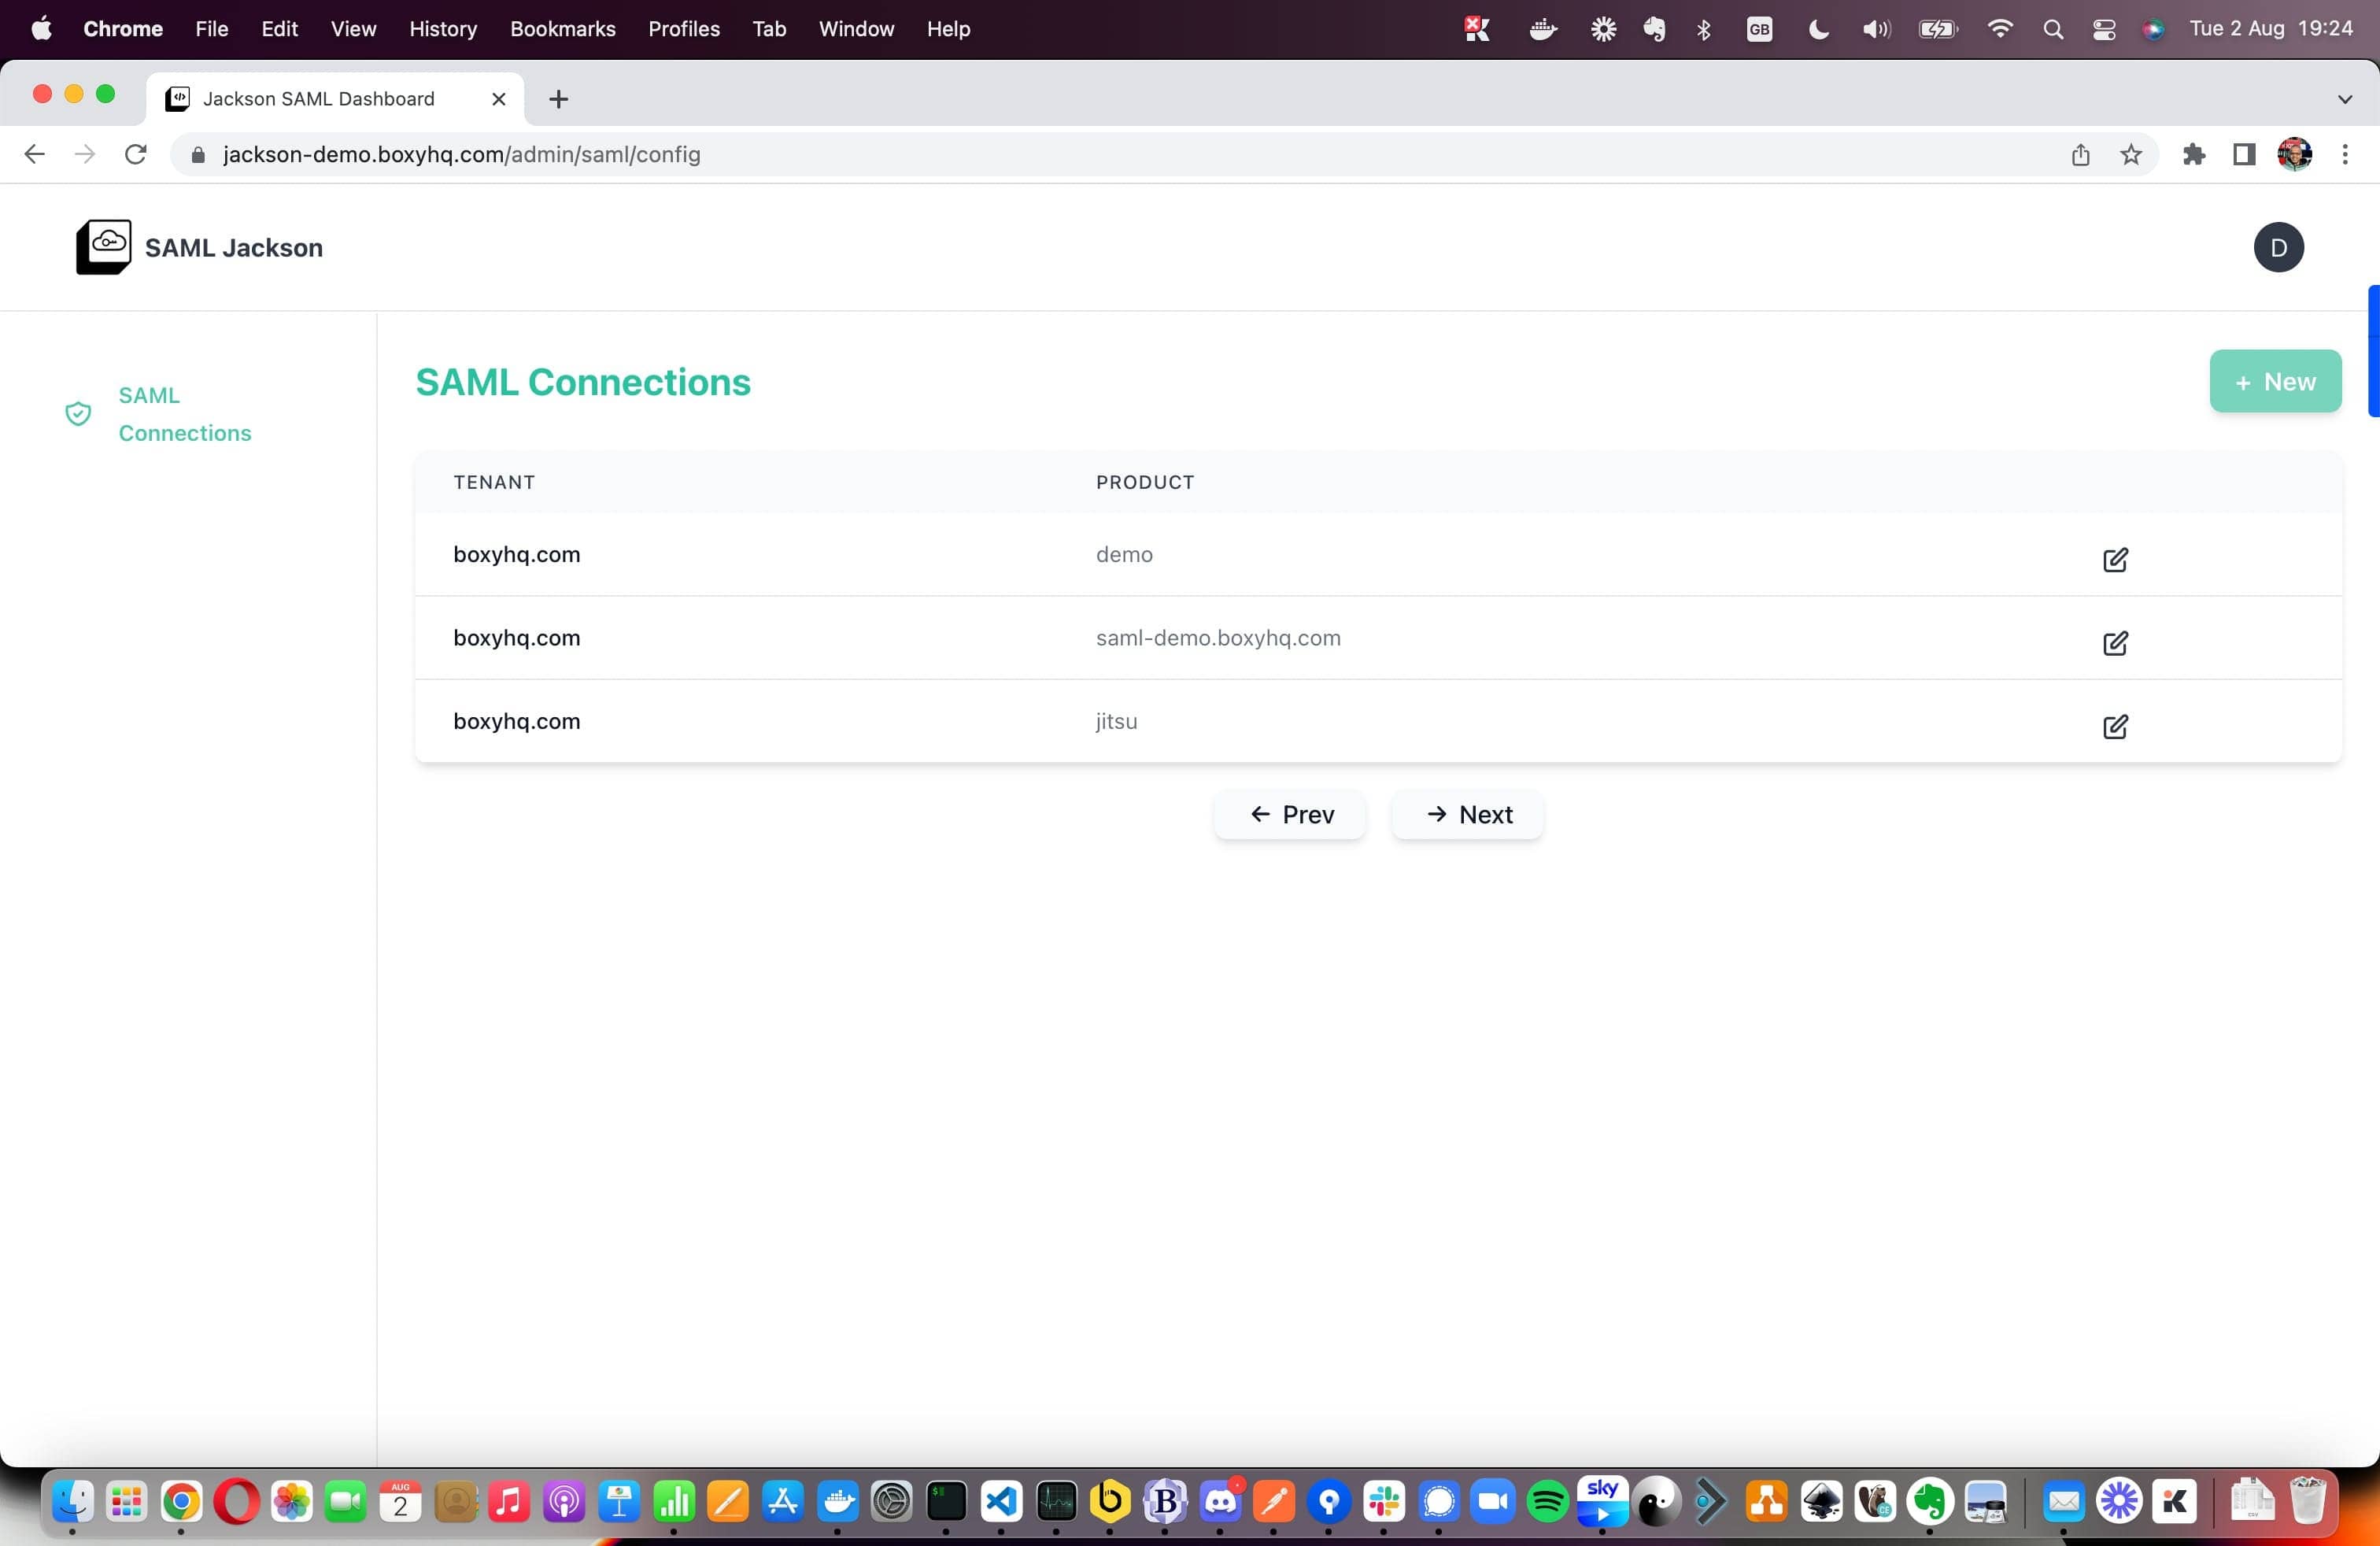 Chrome File Edit View History Bookmarks Profiles Tab Window Help GB Tue 2 Aug 19:24
Jackson SAML Dashboard
jackson-demo.boxyhq.com/admin/saml/config
SAML Jackson
D
SAML
Connections
SAML Connections
+ New
TENANT PRODUCT
boxyhq.com demo
boxyhq.com saml-demo.boxyhq.com
boxyhq.com jitsu
← Prev → Next
AUG
2
sky